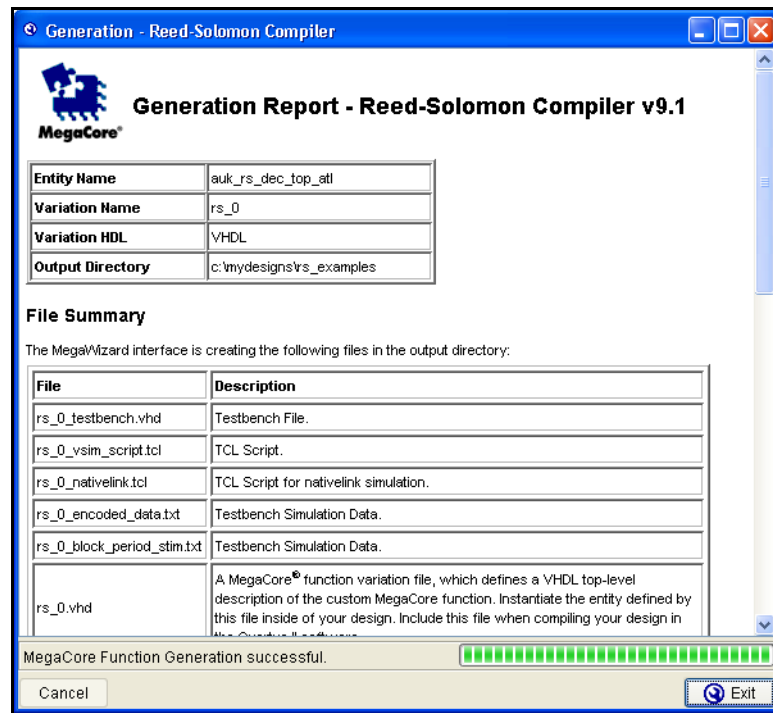 Generation - Reed-Solomon Compiler
MegaCore®
Generation Report - Reed-Solomon Compiler v9.1
Entity Name auk_rs_dec_top_atl
Variation Name rs_0
Variation HDL VHDL
Output Directory c:\mydesigns\rs_examples
File Summary
The MegaWizard interface is creating the following files in the output directory:
File Description
rs_0_testbench.vhd Testbench File.
rs_0_vsim_script.tcl TCL Script.
rs_0_nativelink.tcl TCL Script for nativelink simulation.
rs_0_encoded_data.txt Testbench Simulation Data.
rs_0_block_period_stim.txt Testbench Simulation Data.
A MegaCore® function variation file, which defines a VHDL top-level
description of the custom MegaCore function. Instantiate the entity defined by
rs_0.vhd
this file inside of your design. Include this file when compiling your design in
the Quartus II software
MegaCore Function Generation successful.
Cancel Exit